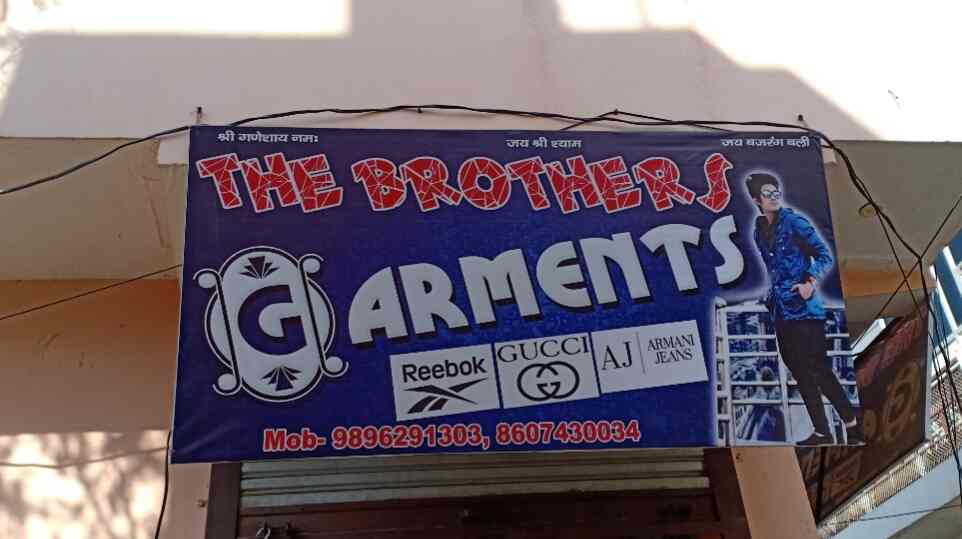 श्री गणेशाय नमः जय श्री श्याम जय बजरंग बली
THE BROTHERS
GARMENTS
Reebok GUCCI AJ ARMANI JEANS
Mob- 9896291303, 8607430034